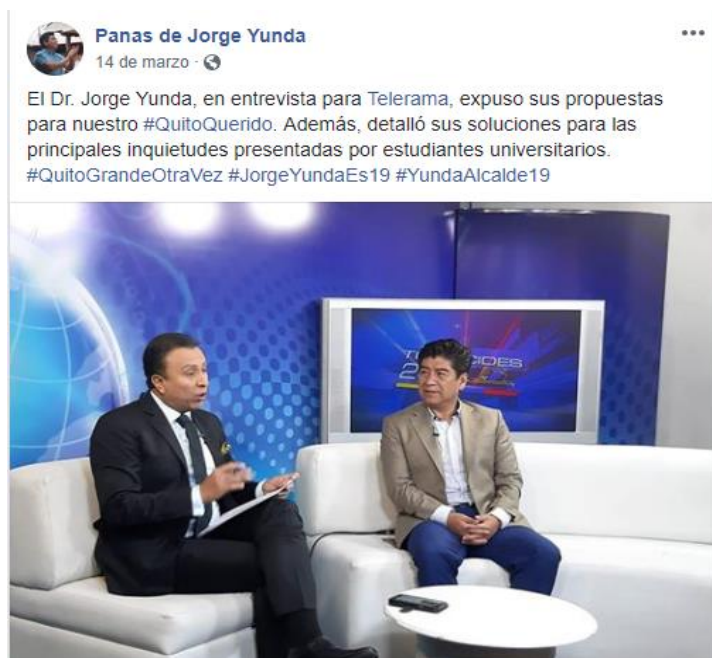 Panas de Jorge Yunda
14 de marzo ·
El Dr. Jorge Yunda, en entrevista para Telerama, expuso sus propuestas
para nuestro #QuitoQuerido. Además, detalló sus soluciones para las
principales inquietudes presentadas por estudiantes universitarios.
#QuitoGrandeOtraVez #JorgeYundaEs19 #YundaAlcalde19
CIDES